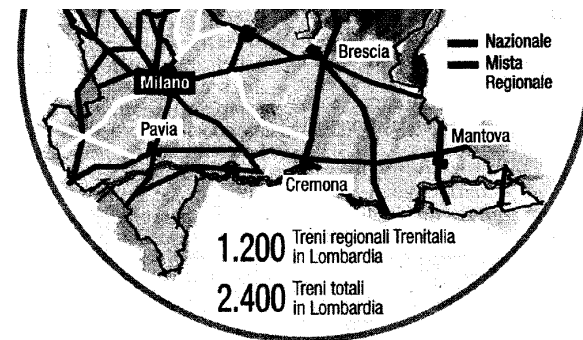 Brescia
Nazionale
Mista
Regionale
Milano
Pavia
Mantova
Cremona
1.200 Treni regionali Trenitalia
in Lombardia
2.400 Treni totali
in Lombardia